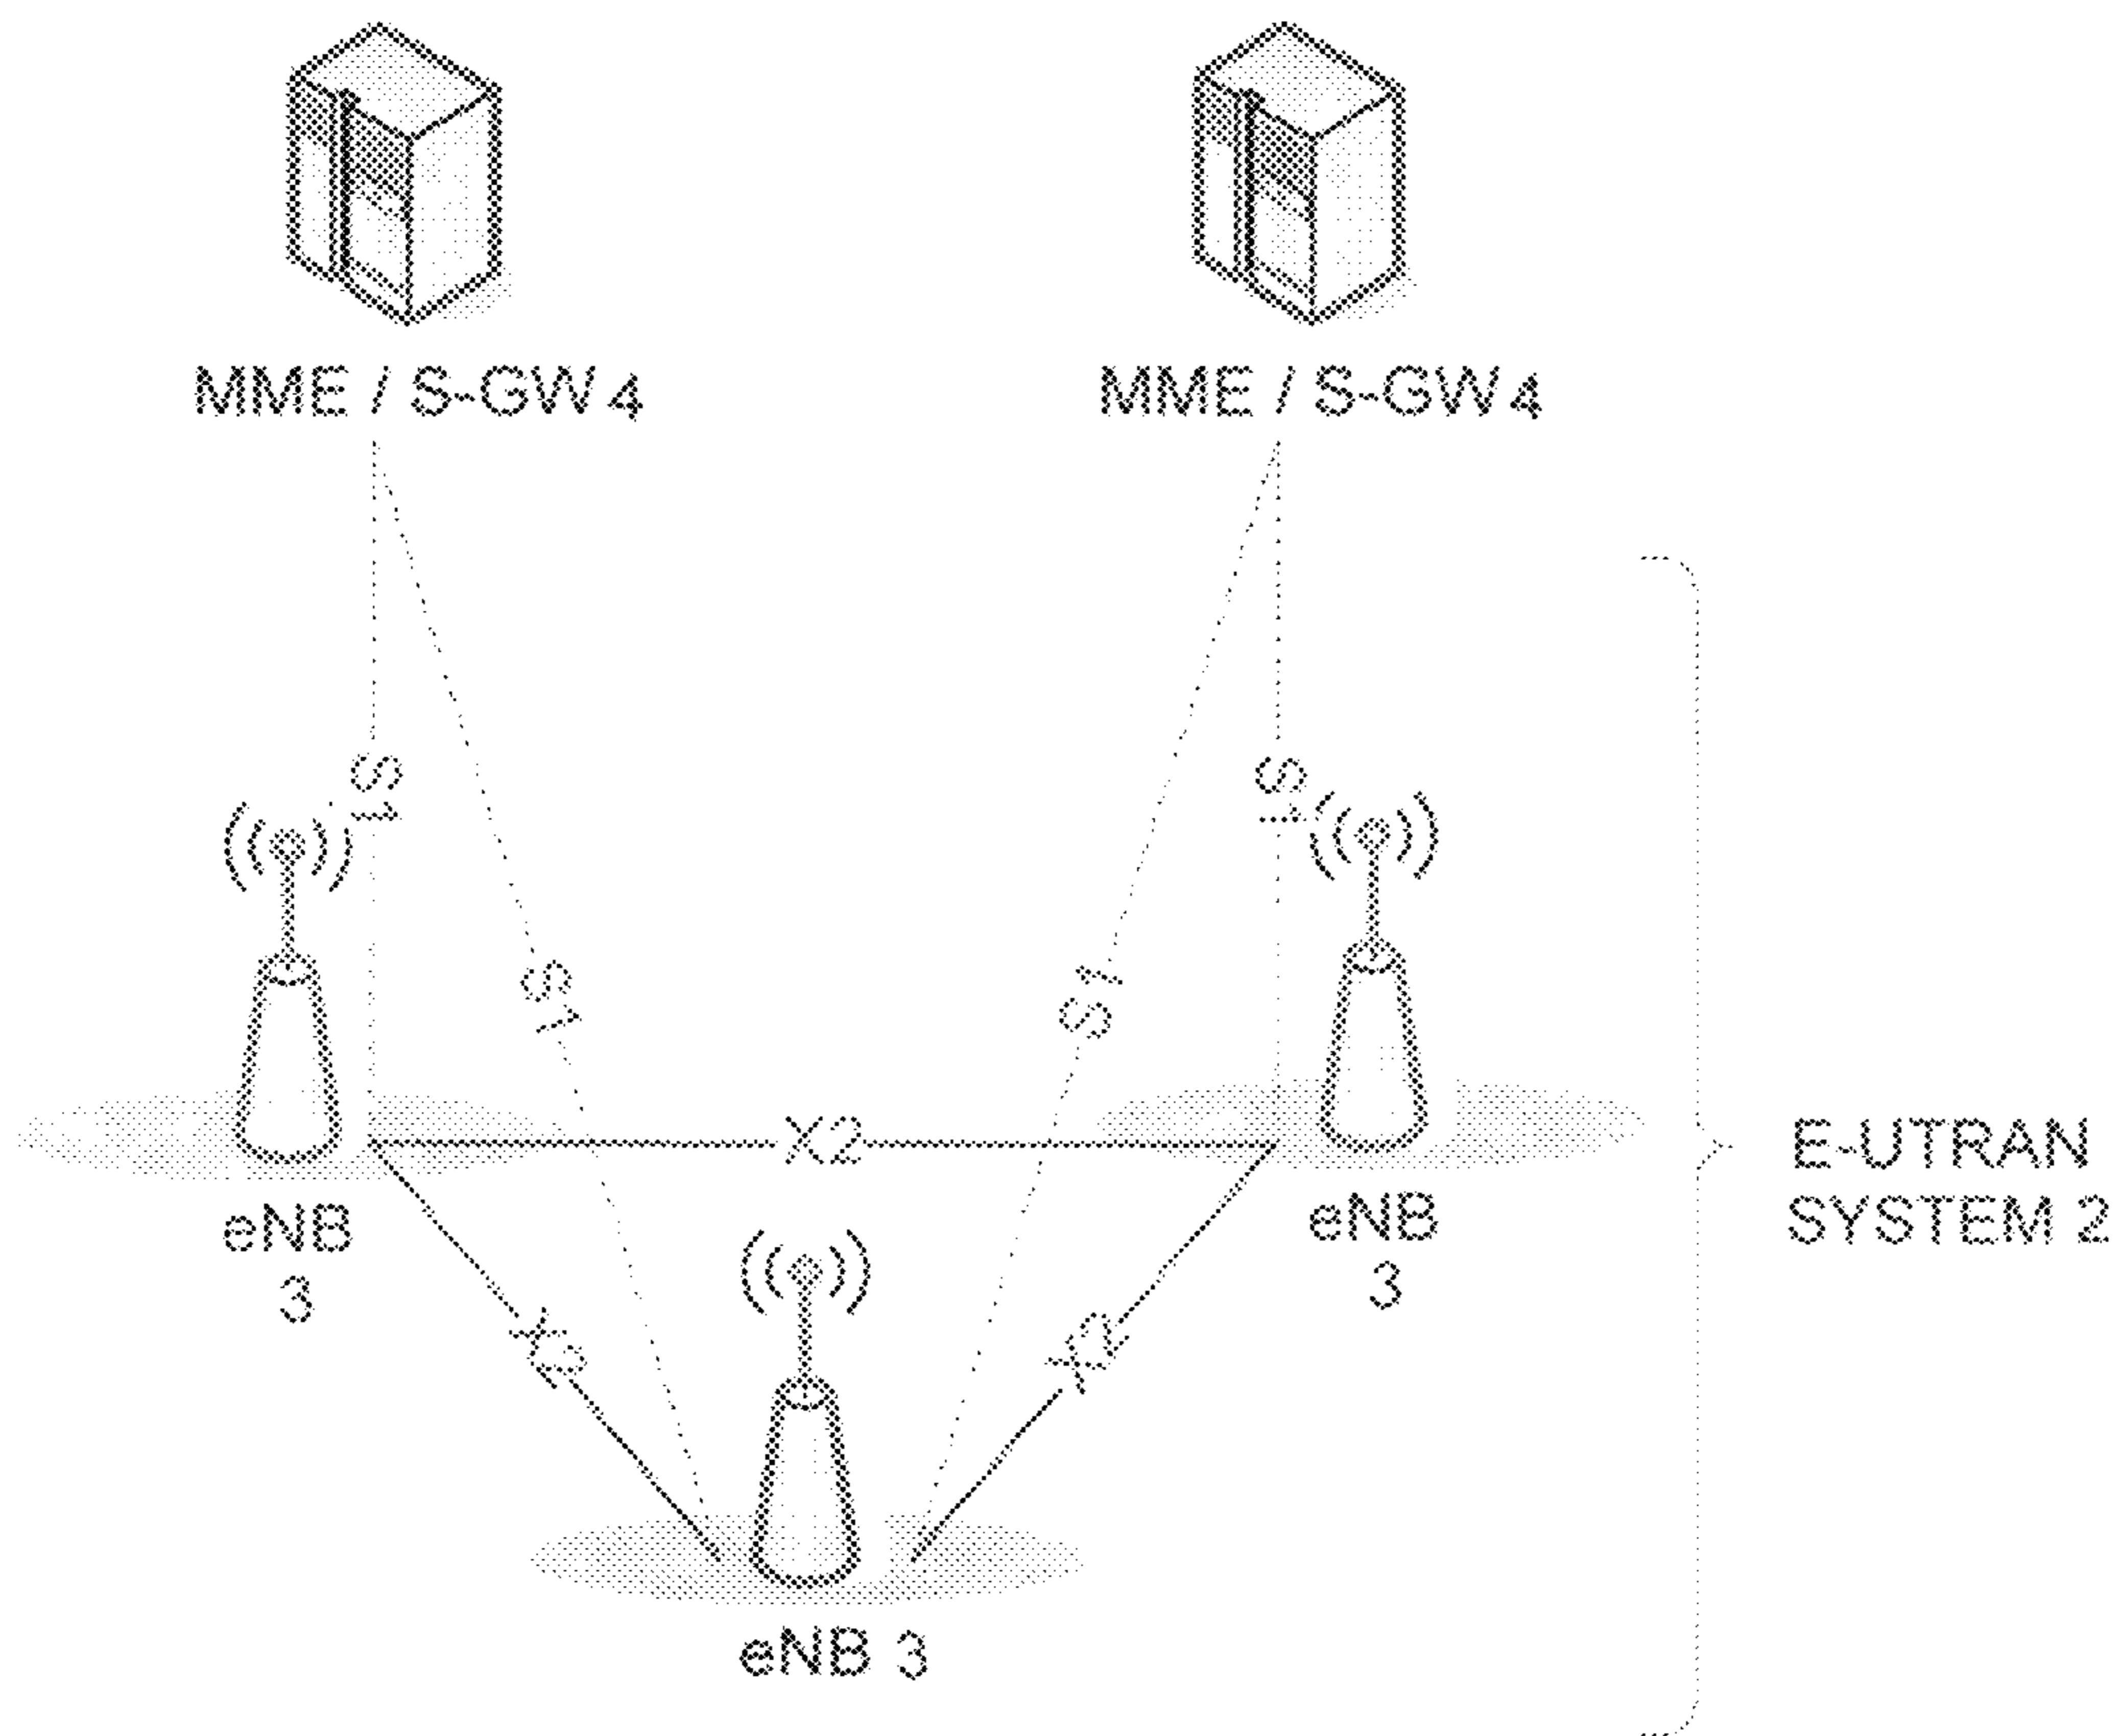 MME / S-GW 4
MME / S-GW 4
S1
S1
S1
S1
X2
E-UTRAN
SYSTEM 2
eNB
3
eNB
3
X2
X2
eNB 3